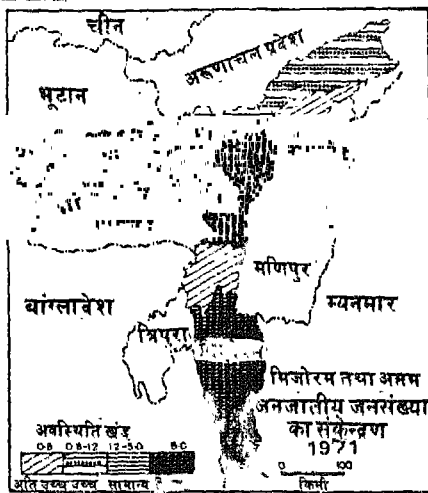 चीन
अरूणाचल प्रदेश
भूटान
मणिपुर
बांग्लादेश
म्यनमार
त्रिपुरा
मिजोरम तथा असम
जनजातीय जनसंख्या
का संकेन्द्रण
1971
अवस्थिति खंड
0-8 0.8-1.2 1.2-5.0 5.0
अति उच्च उच्च सामान्य
0 100
किमी